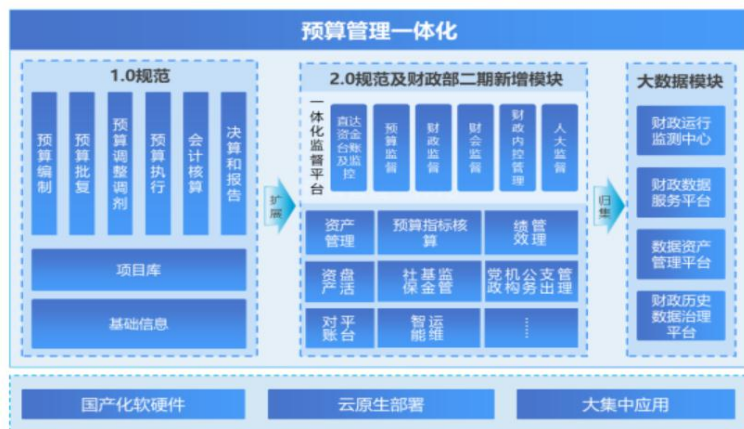 预算管理一体化
1.0规范
预算编制
预算批复
预算调整调剂
预算执行
会计核算
决算和报告
项目库
基础信息
扩展
2.0规范及财政部二期新增模块
一体化监督平台
直达资金台账及监控
预算监督
财政监督
财会监督
财政内控管理
人大监督
资产
管理
预算指标核
算
绩管
效理
资盘
产活
社基监
保金管
党机公支管
政构务出理
对平
账台
智运
能维
……
归集
大数据模块
财政运行
监测中心
财政数据
服务平台
数据资产
管理平台
财政历史
数据治理
平台
国产化软硬件
云原生部署
大集中应用